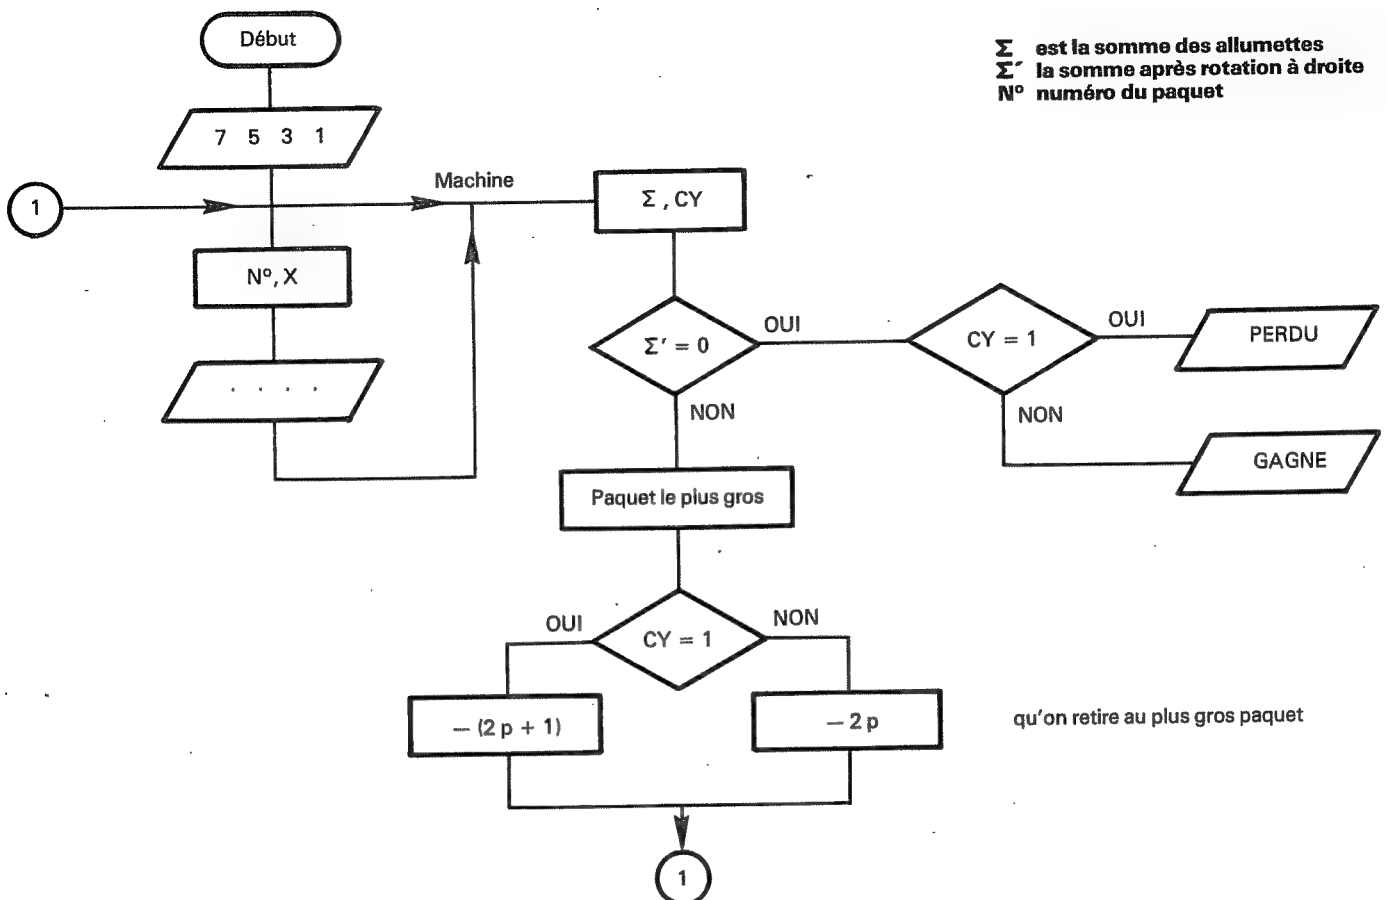 Début
Σ est la somme des allumettes
Σ′ la somme après rotation à droite
N° numéro du paquet
7 5 3 1
Machine
1
Σ , CY
N°, X
. . . .
Σ′ = 0
OUI
CY = 1
OUI
PERDU
NON
NON
GAGNE
Paquet le plus gros
OUI
CY = 1
NON
— (2 p + 1)
— 2 p
qu'on retire au plus gros paquet
1